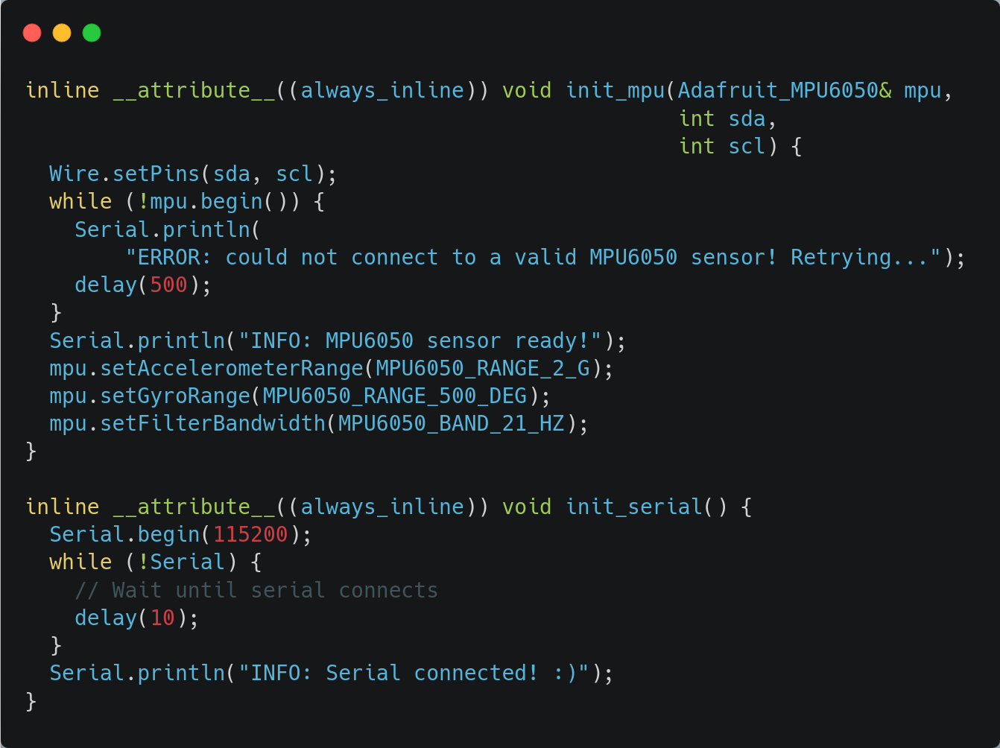 inline __attribute__((always_inline)) void init_mpu(Adafruit_MPU6050& mpu,
                                                    int sda,
                                                    int scl) {
  Wire.setPins(sda, scl);
  while (!mpu.begin()) {
    Serial.println(
        "ERROR: could not connect to a valid MPU6050 sensor! Retrying...");
    delay(500);
  }
  Serial.println("INFO: MPU6050 sensor ready!");
  mpu.setAccelerometerRange(MPU6050_RANGE_2_G);
  mpu.setGyroRange(MPU6050_RANGE_500_DEG);
  mpu.setFilterBandwidth(MPU6050_BAND_21_HZ);
}

inline __attribute__((always_inline)) void init_serial() {
  Serial.begin(115200);
  while (!Serial) {
    // Wait until serial connects
    delay(10);
  }
  Serial.println("INFO: Serial connected! :)");
}